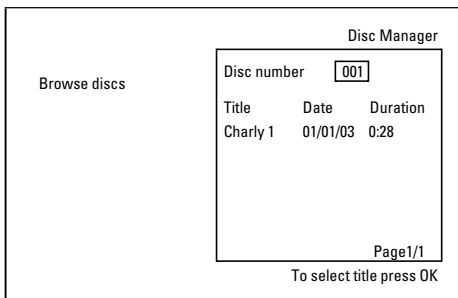 Disc Manager
Browse discs
Disc number 001
Title Date Duration
Charly 1 01/01/03 0:28
Page1/1
To select title press OK